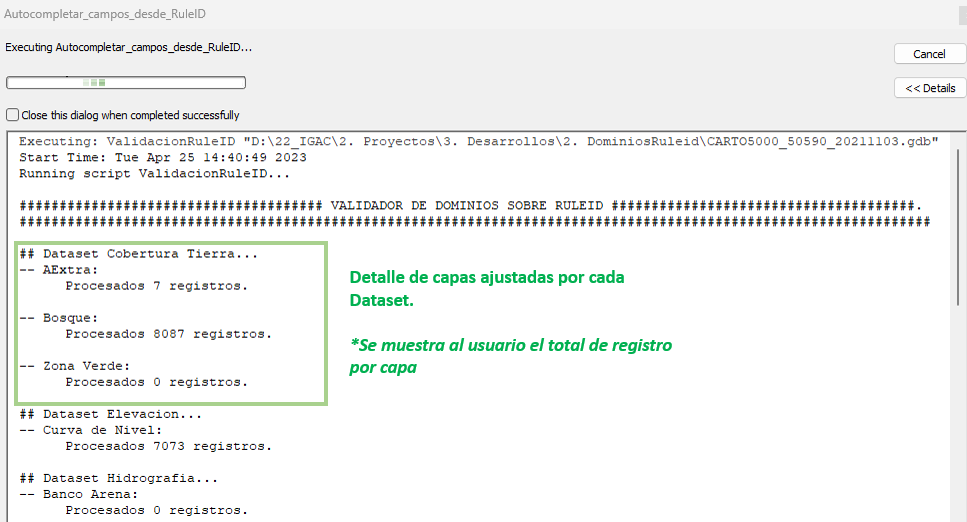 Autocompletar_campos_desde_RuleID
Executing Autocompletar_campos_desde_RuleID...
Cancel
<< Details
Close this dialog when completed successfully
Executing: ValidacionRuleID "D:\22_IGAC\2. Proyectos\3. Desarrollos\2. DominiosRuleid\CARTO5000_50590_20211103.gdb"
Start Time: Tue Apr 25 14:40:49 2023
Running script ValidacionRuleID...
###################################### VALIDADOR DE DOMINIOS SOBRE RULEID ######################################.
###################################################################################################################
## Dataset Cobertura Tierra...
-- AExtra:
Procesados 7 registros.
-- Bosque:
Procesados 8087 registros.
-- Zona Verde:
Procesados 0 registros.
Detalle de capas ajustadas por cada
Dataset.
*Se muestra al usuario el total de registro
por capa
## Dataset Elevacion...
-- Curva de Nivel:
Procesados 7073 registros.
## Dataset Hidrografia...
-- Banco Arena:
Procesados 0 registros.